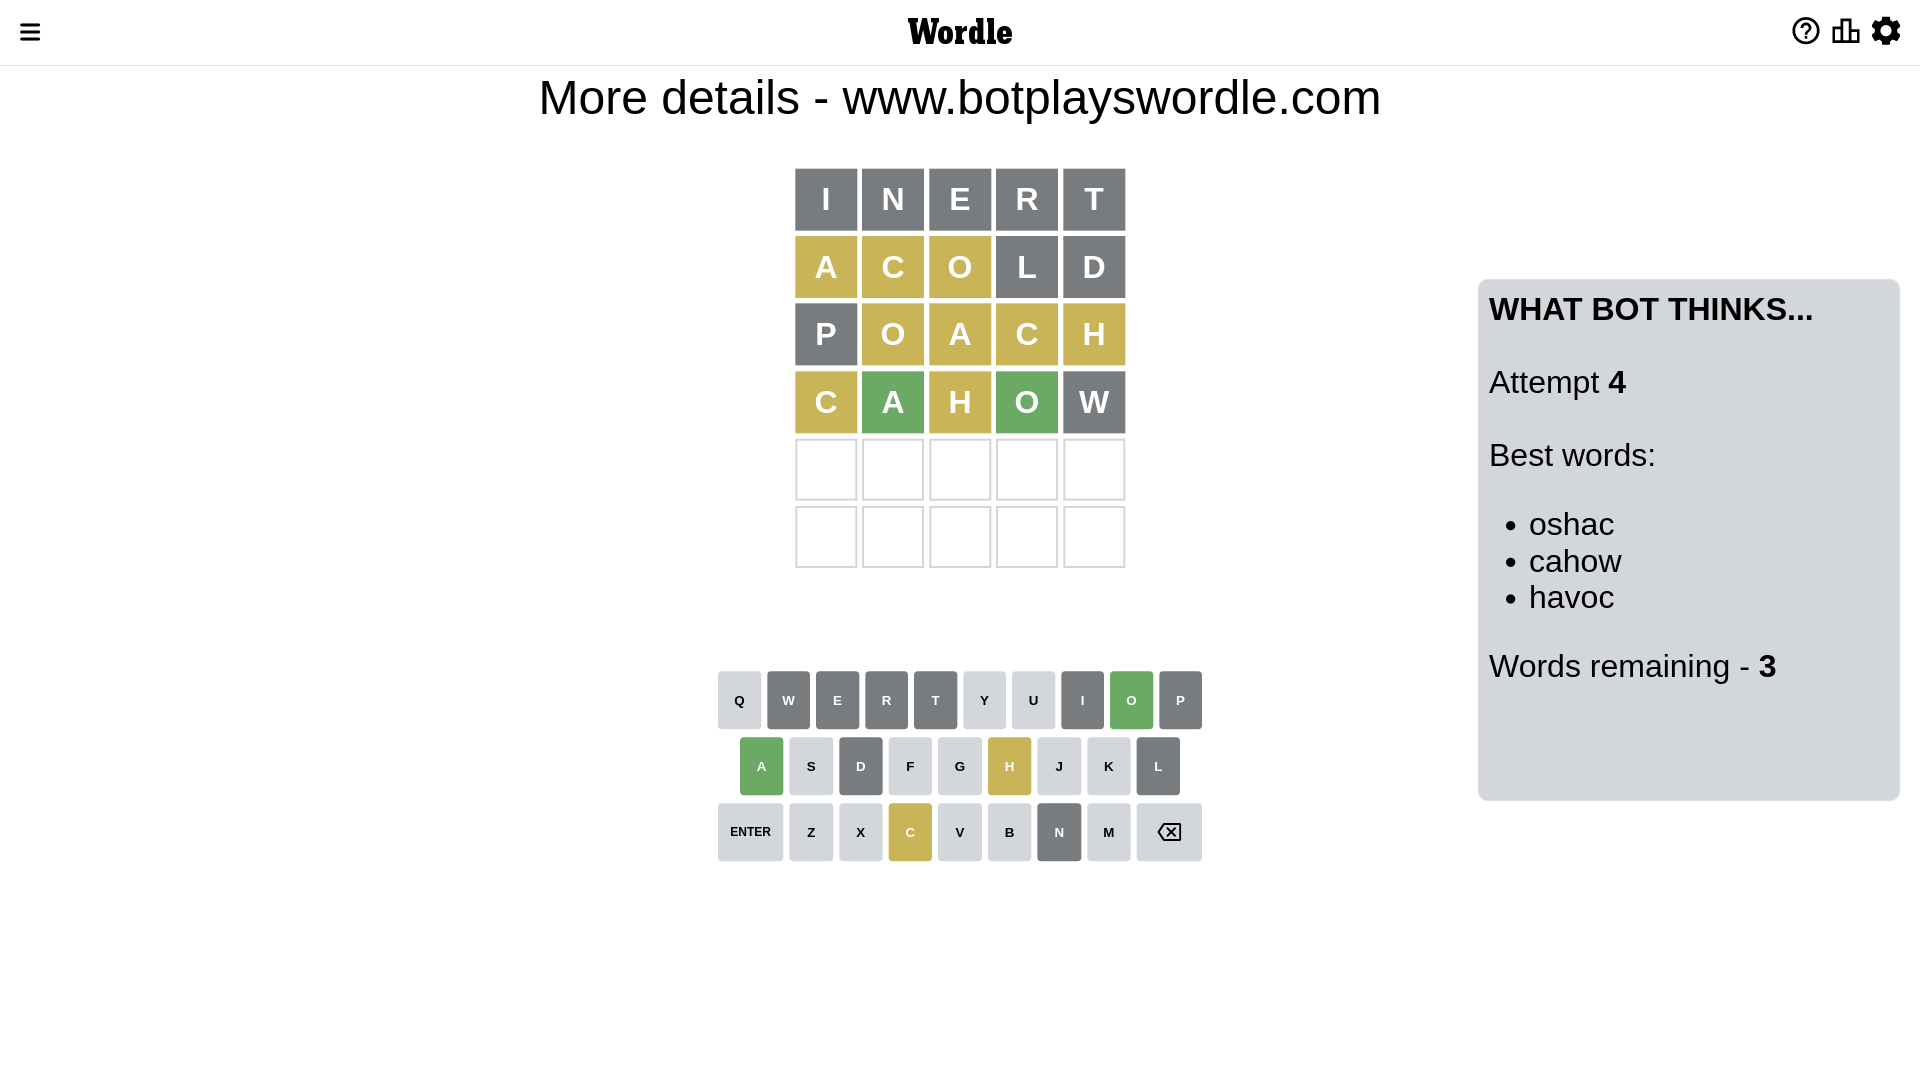 Wordle
More details - www.botplayswordle.com
I N E R T
A C O L D
P O A C H
C A H O W
WHAT BOT THINKS...
Attempt 4
Best words:
• oshac
• cahow
• havoc
Words remaining - 3
Q W E R T Y U I O P
A S D F G H J K L
ENTER Z X C V B N M